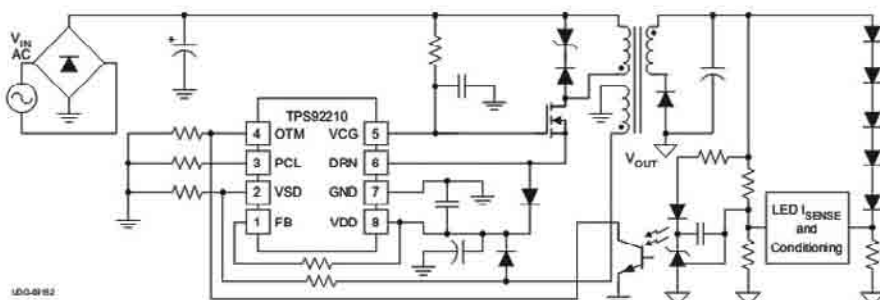 V_IN
AC
TPS92210
4 OTM VCG 5
3 PCL DRN 6
2 VSD GND 7
1 FB VDD 8
V_OUT
LED I_SENSE
and
Conditioning